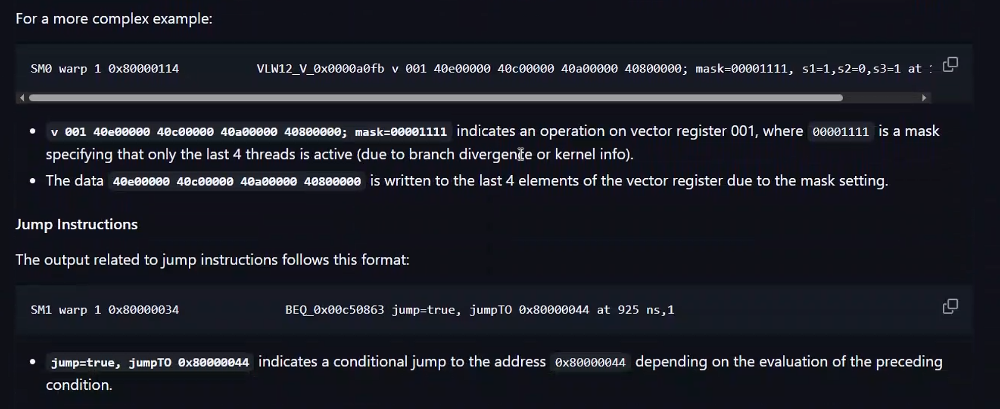 For a more complex example:
SM0 warp 1 0x80000114 VLW12_V_0x0000a0fb v 001 40e00000 40c00000 40a00000 40800000; mask=00001111, s1=1,s2=0,s3=1 at
v 001 40e00000 40c00000 40a00000 40800000; mask=00001111 indicates an operation on vector register 001, where 00001111 is a mask
specifying that only the last 4 threads is active (due to branch divergence or kernel info).
The data 40e00000 40c00000 40a00000 40800000 is written to the last 4 elements of the vector register due to the mask setting.
Jump Instructions
The output related to jump instructions follows this format:
SM1 warp 1 0x80000034 BEQ_0x00c50863 jump=true, jumpTO 0x80000044 at 925 ns,1
jump=true, jumpTO 0x80000044 indicates a conditional jump to the address 0x80000044 depending on the evaluation of the preceding
condition.